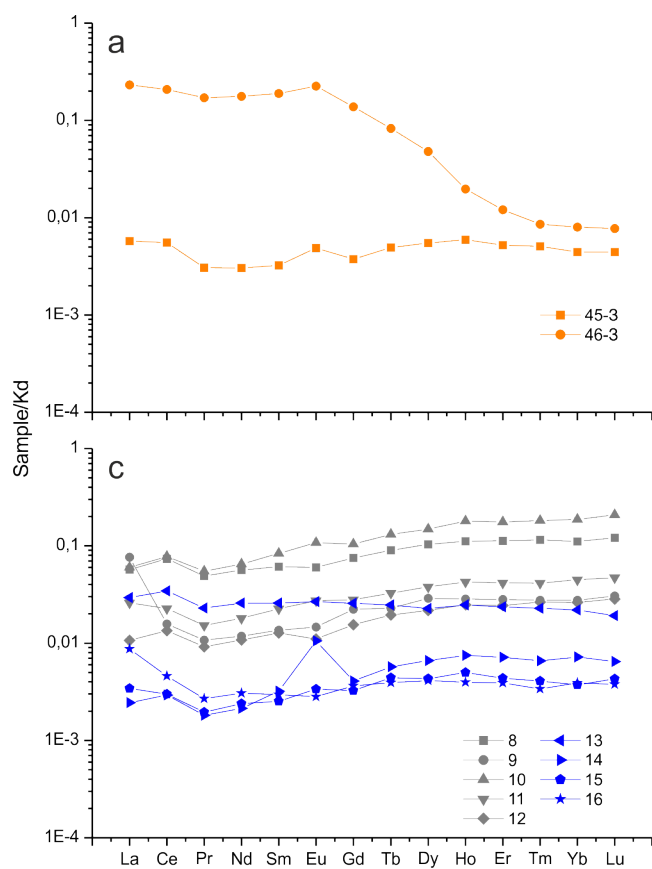 1
a
0,1
0,01
45-3
46-3
1E-3
1E-4
Sample/Kd
1
c
0,1
0,01
8 13
9 14
10 15
11 16
12
1E-3
1E-4
La Ce Pr Nd Sm Eu Gd Tb Dy Ho Er Tm Yb Lu